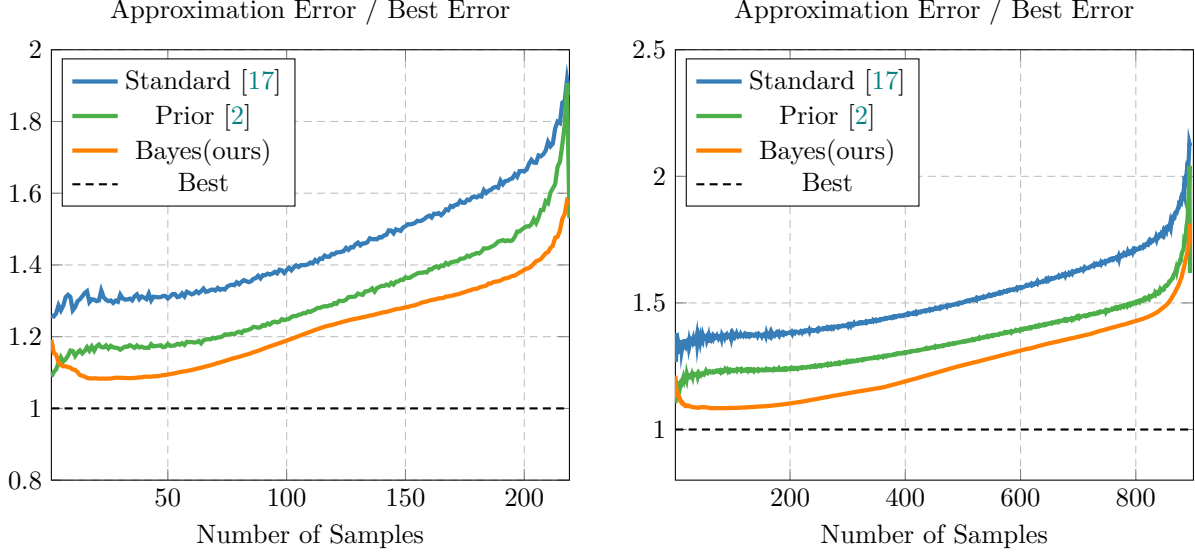 Approximation Error / Best Error
2
1.8
1.6
1.4
1.2
1
0.8
Standard [17]
Prior [2]
Bayes(ours)
Best
50 100 150 200
Number of Samples
Approximation Error / Best Error
2.5
2
1.5
1
Standard [17]
Prior [2]
Bayes(ours)
Best
200 400 600 800
Number of Samples